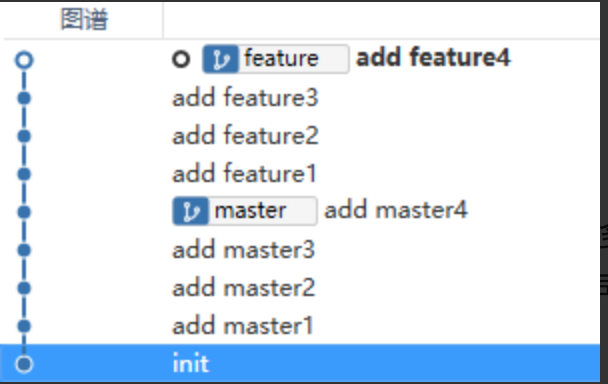 图谱
feature add feature4
add feature3
add feature2
add feature1
master add master4
add master3
add master2
add master1
init